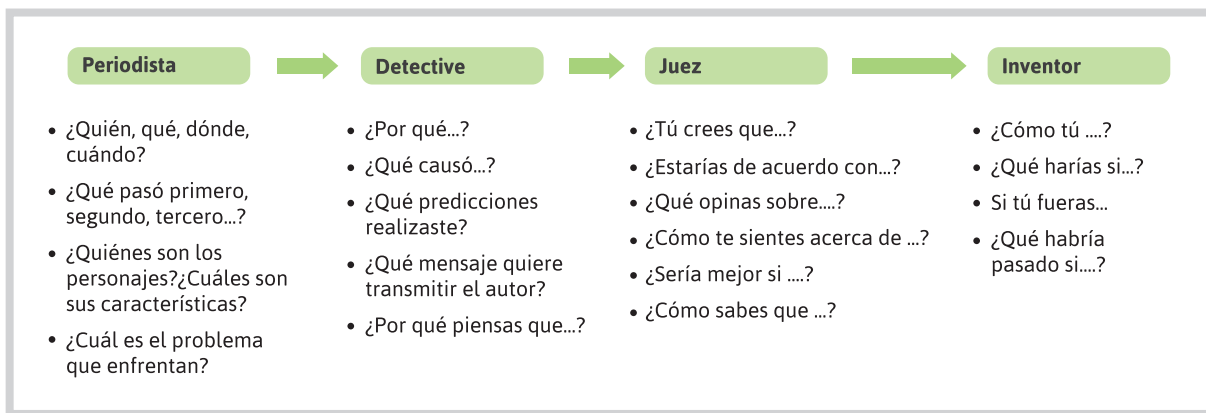 Periodista
¿Quién, qué, dónde,
cuándo?
¿Qué pasó primero,
segundo, tercero...?
¿Quiénes son los
personajes?¿Cuáles son
sus características?
¿Cuál es el problema
que enfrentan?
Detective
¿Por qué...?
¿Qué causó...?
¿Qué predicciones
realizaste?
¿Qué mensaje quiere
transmitir el autor?
¿Por qué piensas que...?
Juez
¿Tú crees que...?
¿Estarías de acuerdo con...?
¿Qué opinas sobre....?
¿Cómo te sientes acerca de ...?
¿Sería mejor si ....?
¿Cómo sabes que ...?
Inventor
¿Cómo tú ....?
¿Qué harías si...?
Si tú fueras...
¿Qué habría
pasado si....?